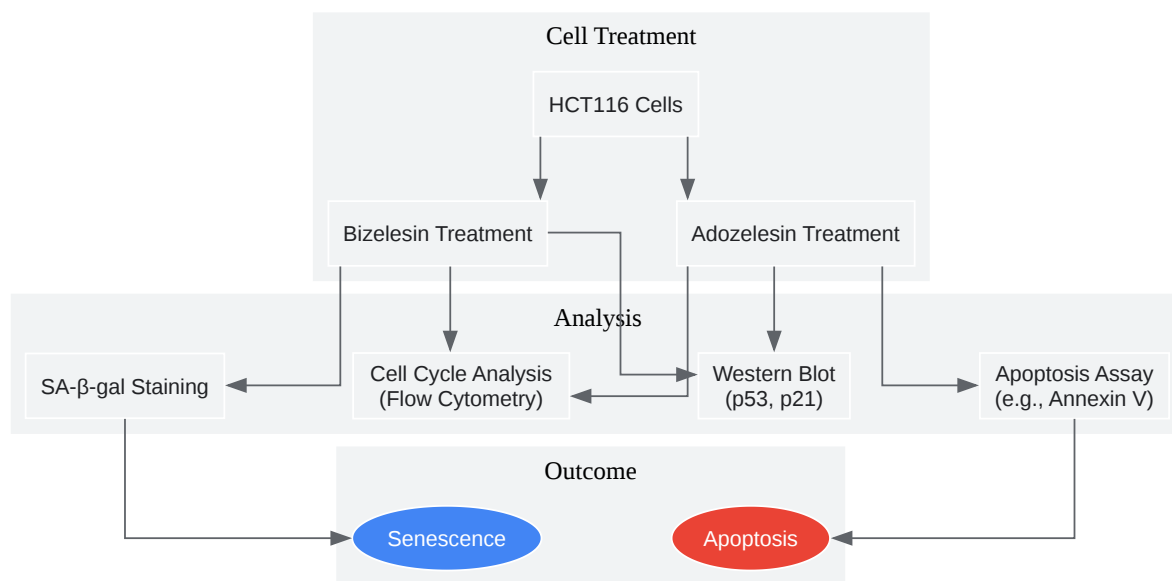 Cell Treatment
HCT116 Cells
Bizelesin Treatment
Adozelesin Treatment
Analysis
SA-β-gal Staining
Cell Cycle Analysis
(Flow Cytometry)
Western Blot
(p53, p21)
Apoptosis Assay
(e.g., Annexin V)
Outcome
Senescence
Apoptosis